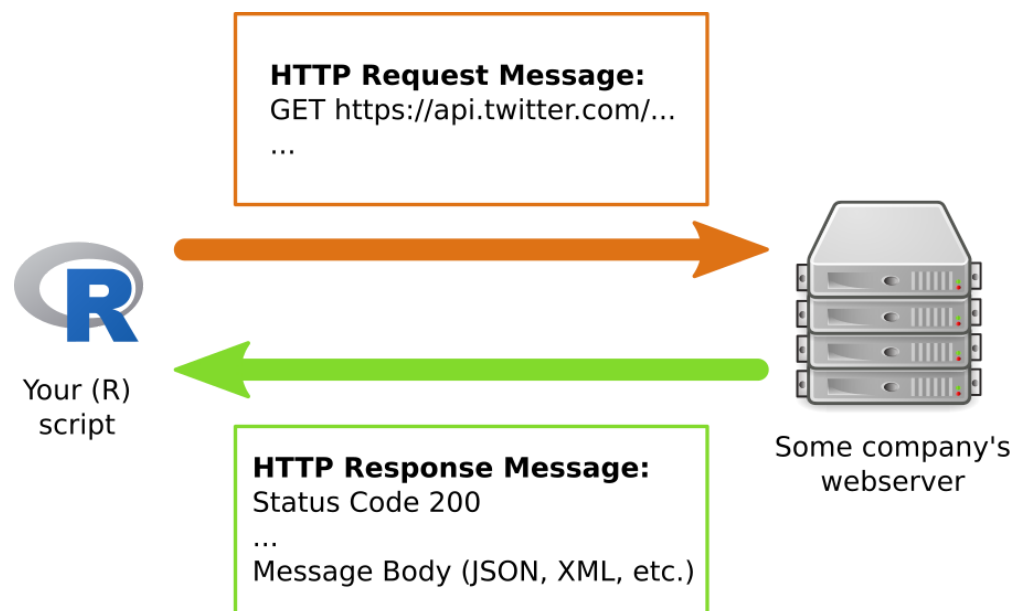 HTTP Request Message:
GET https://api.twitter.com/...
...
R
Your (R)
script
Some company's
webserver
HTTP Response Message:
Status Code 200
...
Message Body (JSON, XML, etc.)